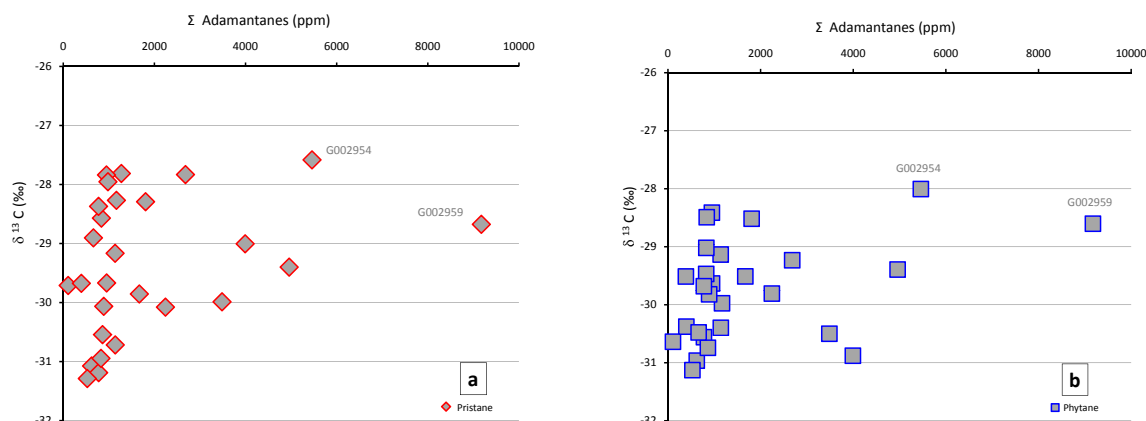 Σ Adamantanes (ppm)
0 2000 4000 6000 8000 10000
-26
-27
-28
-29
-30
-31
-32
δ 13 C (‰)
G002954
G002959
a
Pristane
Σ Adamantanes (ppm)
0 2000 4000 6000 8000 10000
-26
-27
-28
-29
-30
-31
-32
δ 13 C (‰)
G002954
G002959
b
Phytane